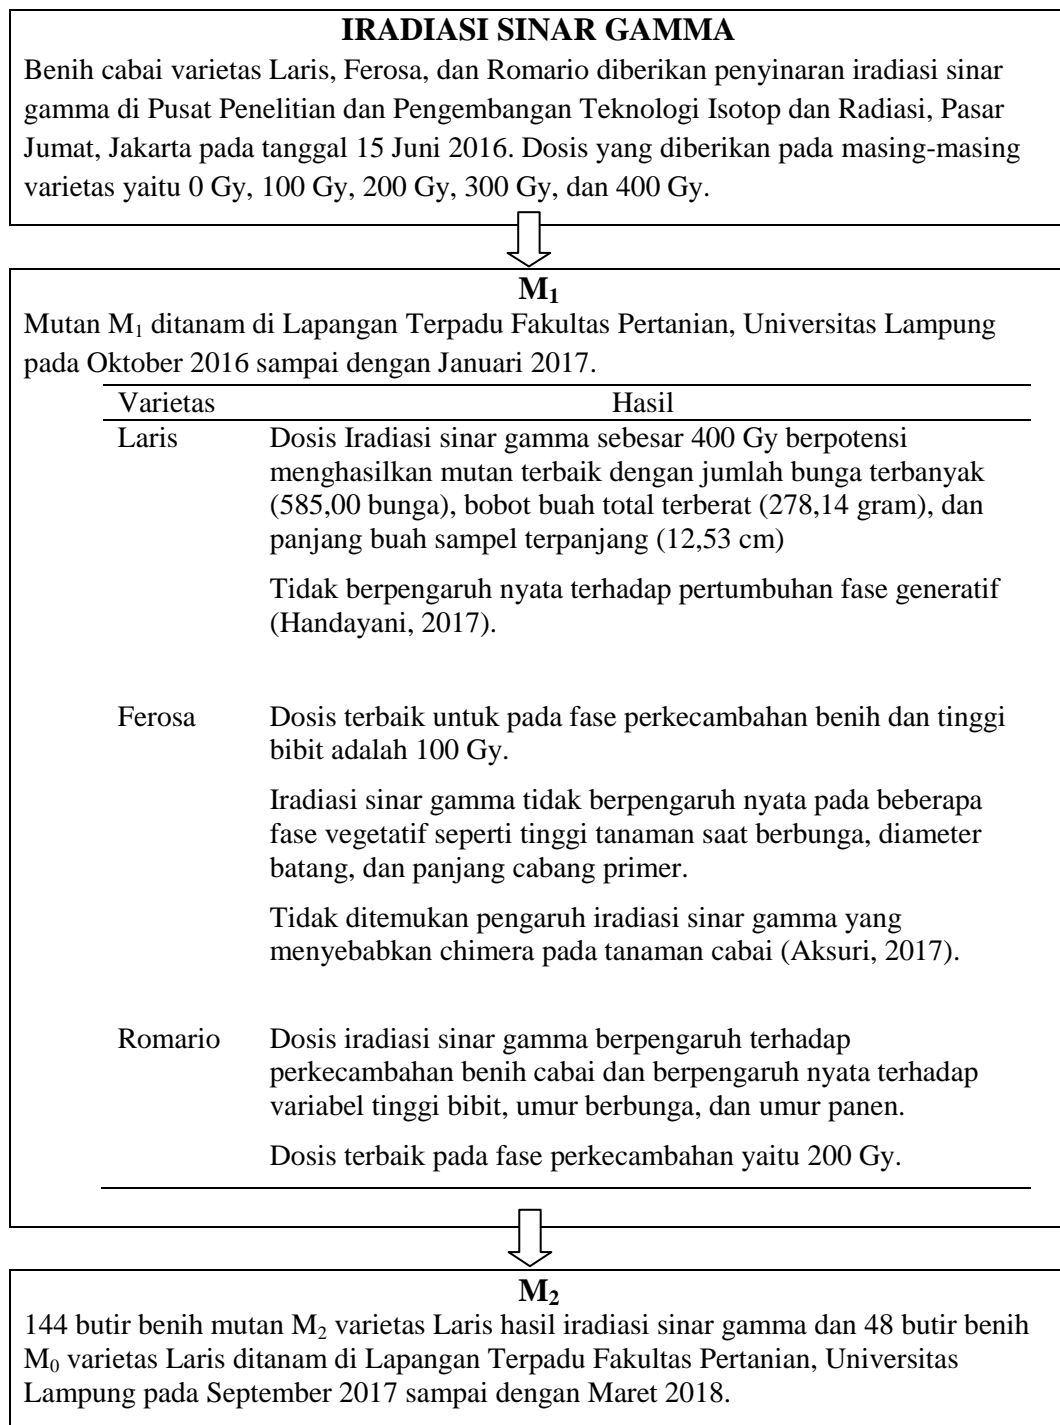 IRADIASI SINAR GAMMA
Benih cabai varietas Laris, Ferosa, dan Romario diberikan penyinaran iradiasi sinar
gamma di Pusat Penelitian dan Pengembangan Teknologi Isotop dan Radiasi, Pasar
Jumat, Jakarta pada tanggal 15 Juni 2016. Dosis yang diberikan pada masing-masing
varietas yaitu 0 Gy, 100 Gy, 200 Gy, 300 Gy, dan 400 Gy.
M₁
Mutan M₁ ditanam di Lapangan Terpadu Fakultas Pertanian, Universitas Lampung
pada Oktober 2016 sampai dengan Januari 2017.
Varietas Hasil
Laris Dosis Iradiasi sinar gamma sebesar 400 Gy berpotensi
menghasilkan mutan terbaik dengan jumlah bunga terbanyak
(585,00 bunga), bobot buah total terberat (278,14 gram), dan
panjang buah sampel terpanjang (12,53 cm)
Tidak berpengaruh nyata terhadap pertumbuhan fase generatif
(Handayani, 2017).
Ferosa Dosis terbaik untuk pada fase perkecambahan benih dan tinggi
bibit adalah 100 Gy.
Iradiasi sinar gamma tidak berpengaruh nyata pada beberapa
fase vegetatif seperti tinggi tanaman saat berbunga, diameter
batang, dan panjang cabang primer.
Tidak ditemukan pengaruh iradiasi sinar gamma yang
menyebabkan chimera pada tanaman cabai (Aksuri, 2017).
Romario Dosis iradiasi sinar gamma berpengaruh terhadap
perkecambahan benih cabai dan berpengaruh nyata terhadap
variabel tinggi bibit, umur berbunga, dan umur panen.
Dosis terbaik pada fase perkecambahan yaitu 200 Gy.
M₂
144 butir benih mutan M₂ varietas Laris hasil iradiasi sinar gamma dan 48 butir benih
M₀ varietas Laris ditanam di Lapangan Terpadu Fakultas Pertanian, Universitas
Lampung pada September 2017 sampai dengan Maret 2018.